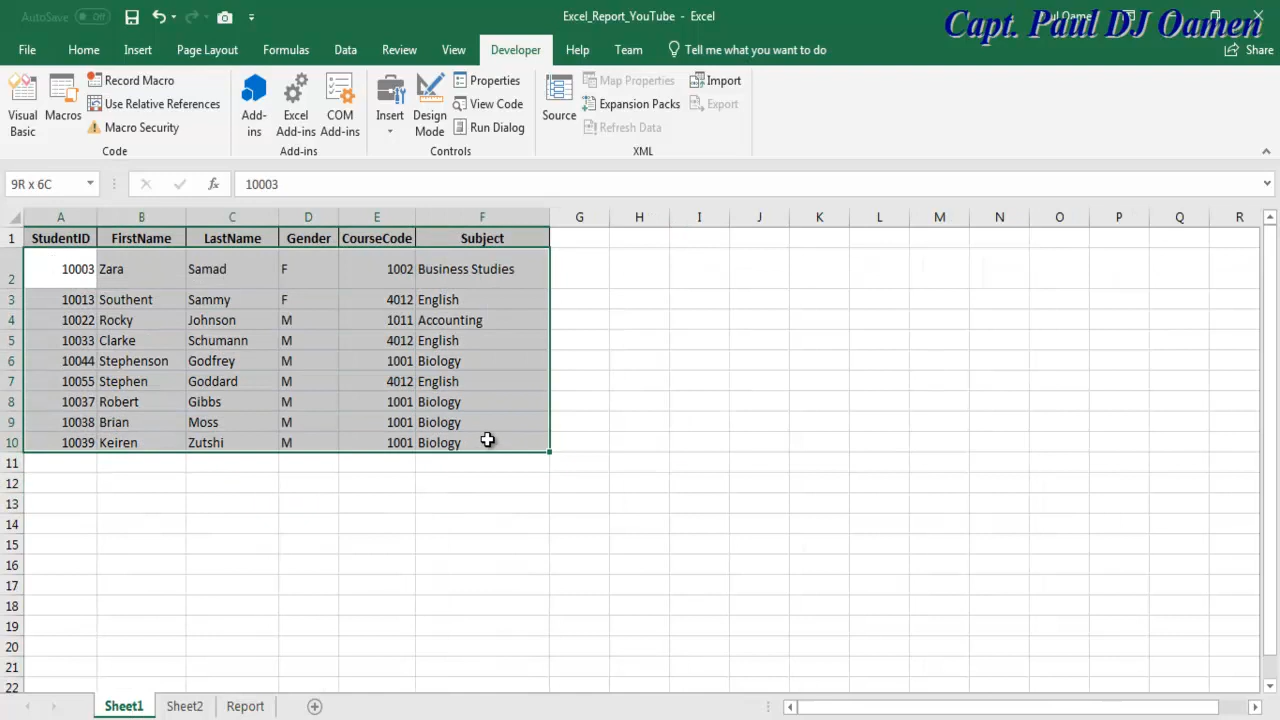 AutoSave Off
Excel_Report_YouTube - Excel
Capt. Paul DJ Oamen
File Home Insert Page Layout Formulas Data Review View Developer Help Team Tell me what you want to do Share
Visual Basic
Macros
Record Macro
Use Relative References
Macro Security
Code
Add-ins
Excel Add-ins
COM Add-ins
Add-ins
Insert
Design Mode
Properties
View Code
Run Dialog
Controls
Source
Map Properties
Expansion Packs
Refresh Data
Import
Export
XML
9R x 6C fx 10003
A B C D E F G H I J K L M N O P Q R
1 StudentID FirstName LastName Gender CourseCode Subject
2 10003 Zara Samad F 1002 Business Studies
3 10013 Southent Sammy F 4012 English
4 10022 Rocky Johnson M 1011 Accounting
5 10033 Clarke Schumann M 4012 English
6 10044 Stephenson Godfrey M 1001 Biology
7 10055 Stephen Goddard M 4012 English
8 10037 Robert Gibbs M 1001 Biology
9 10038 Brian Moss M 1001 Biology
10 10039 Keiren Zutshi M 1001 Biology
11
12
13
14
15
16
17
18
19
20
21
22
Sheet1 Sheet2 Report